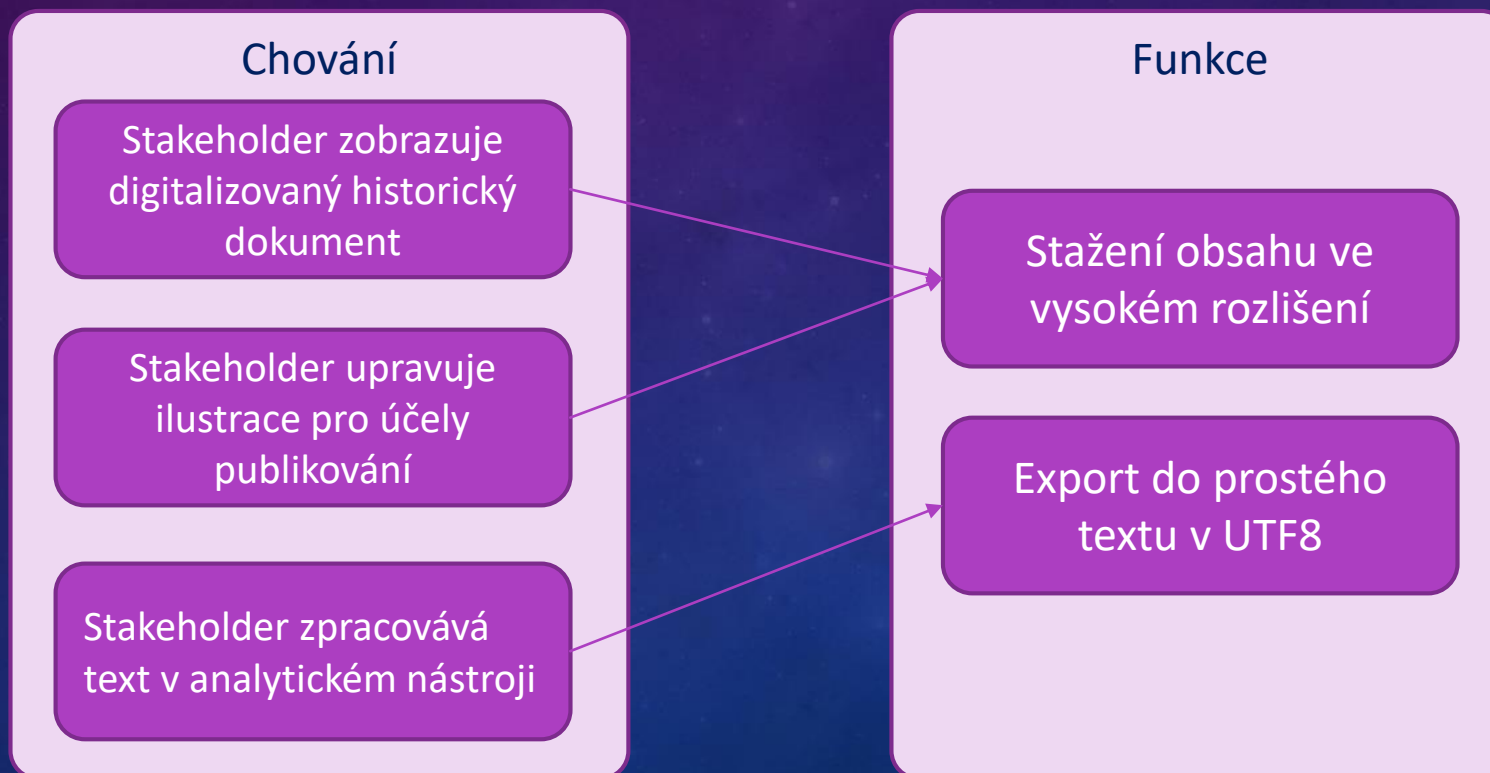 Chování
Stakeholder zobrazuje
digitalizovaný historický
dokument
Stakeholder upravuje
ilustrace pro účely
publikování
Stakeholder zpracovává
text v analytickém nástroji
Funkce
Stažení obsahu ve
vysokém rozlišení
Export do prostého
textu v UTF8